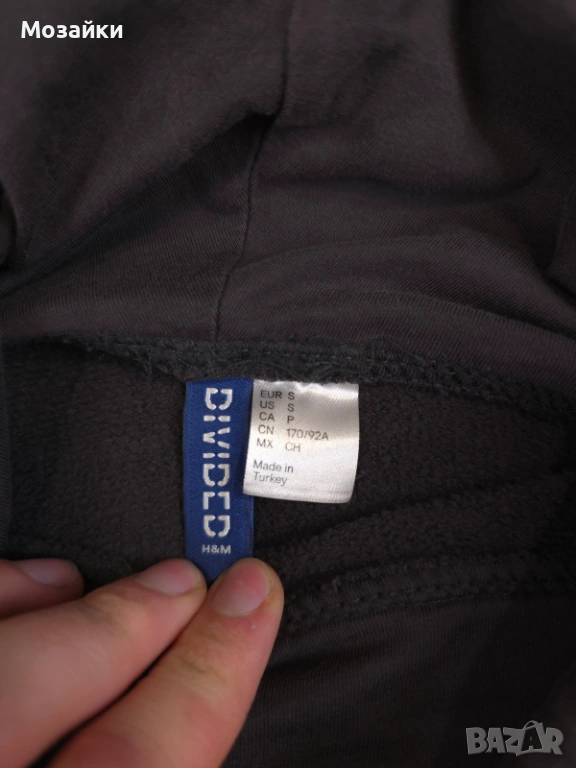 Мозайки
DIVIDED
H&M
EUR S
US S
CA P
CN 170/92A
MX CH
Made in
Turkey
BAZAR